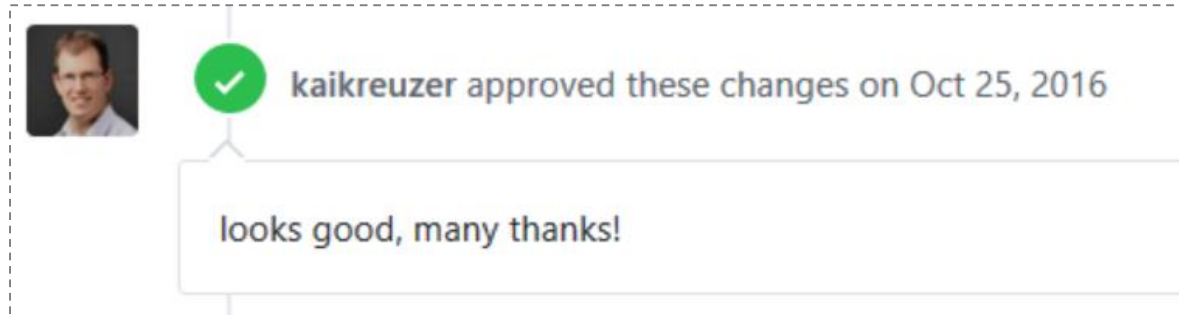 kaikreuzer approved these changes on Oct 25, 2016
looks good, many thanks!